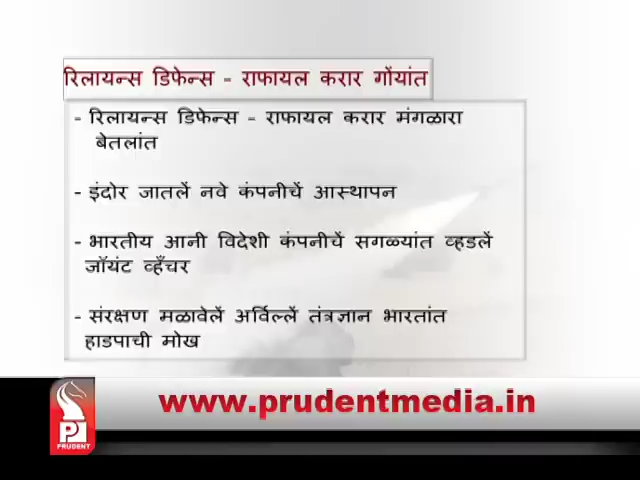 रिलायन्स डिफेन्स - राफायल करार गोंयांत
- रिलायन्स डिफेन्स - राफायल करार मंगळारा
बेतलांत
- इंदोर जातलें नवे कंपनीचें आस्थापन
- भारतीय आनी विदेशी कंपनीचें सगळ्यांत व्हडलें
जॉयंट व्हँचर
- संरक्षण मळावेलें अर्विल्लें तंत्रज्ञान भारतांत
हाडपाची मोख
www.prudentmedia.in
PRUDENT